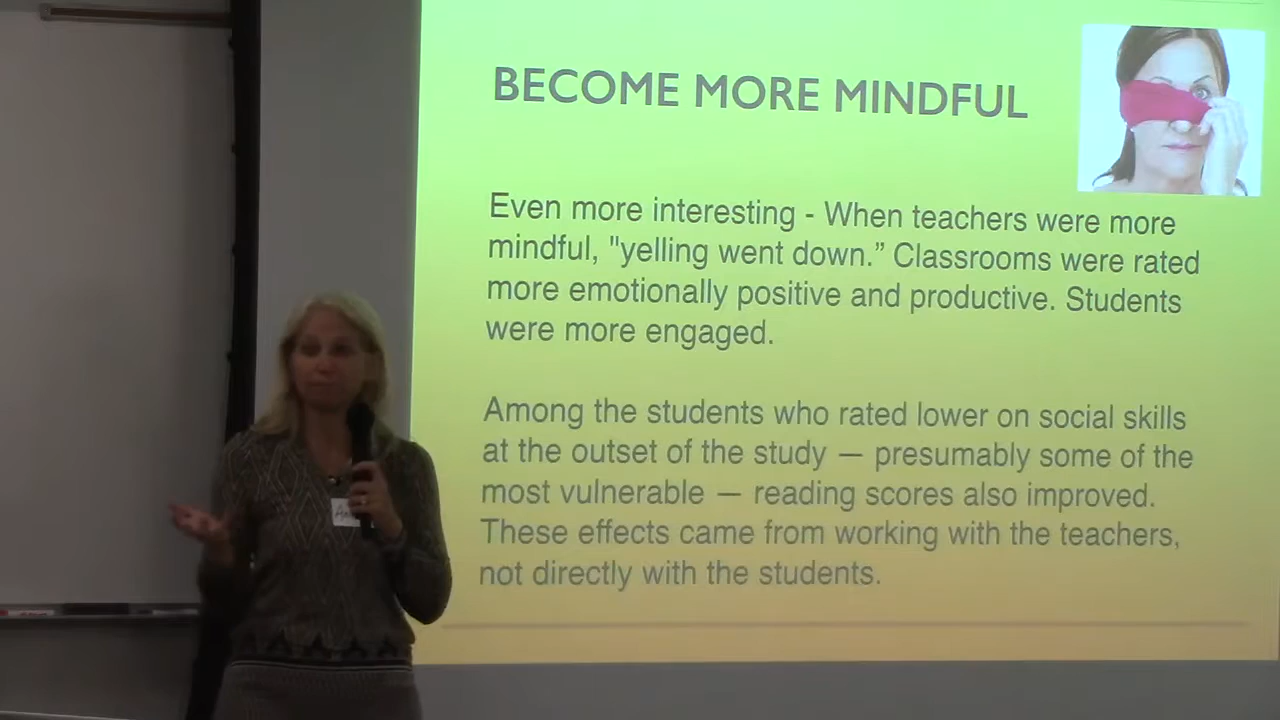 BECOME MORE MINDFUL
Even more interesting - When teachers were more
mindful, "yelling went down.” Classrooms were rated
more emotionally positive and productive. Students
were more engaged.
Among the students who rated lower on social skills
at the outset of the study — presumably some of the
most vulnerable — reading scores also improved.
These effects came from working with the teachers,
not directly with the students.